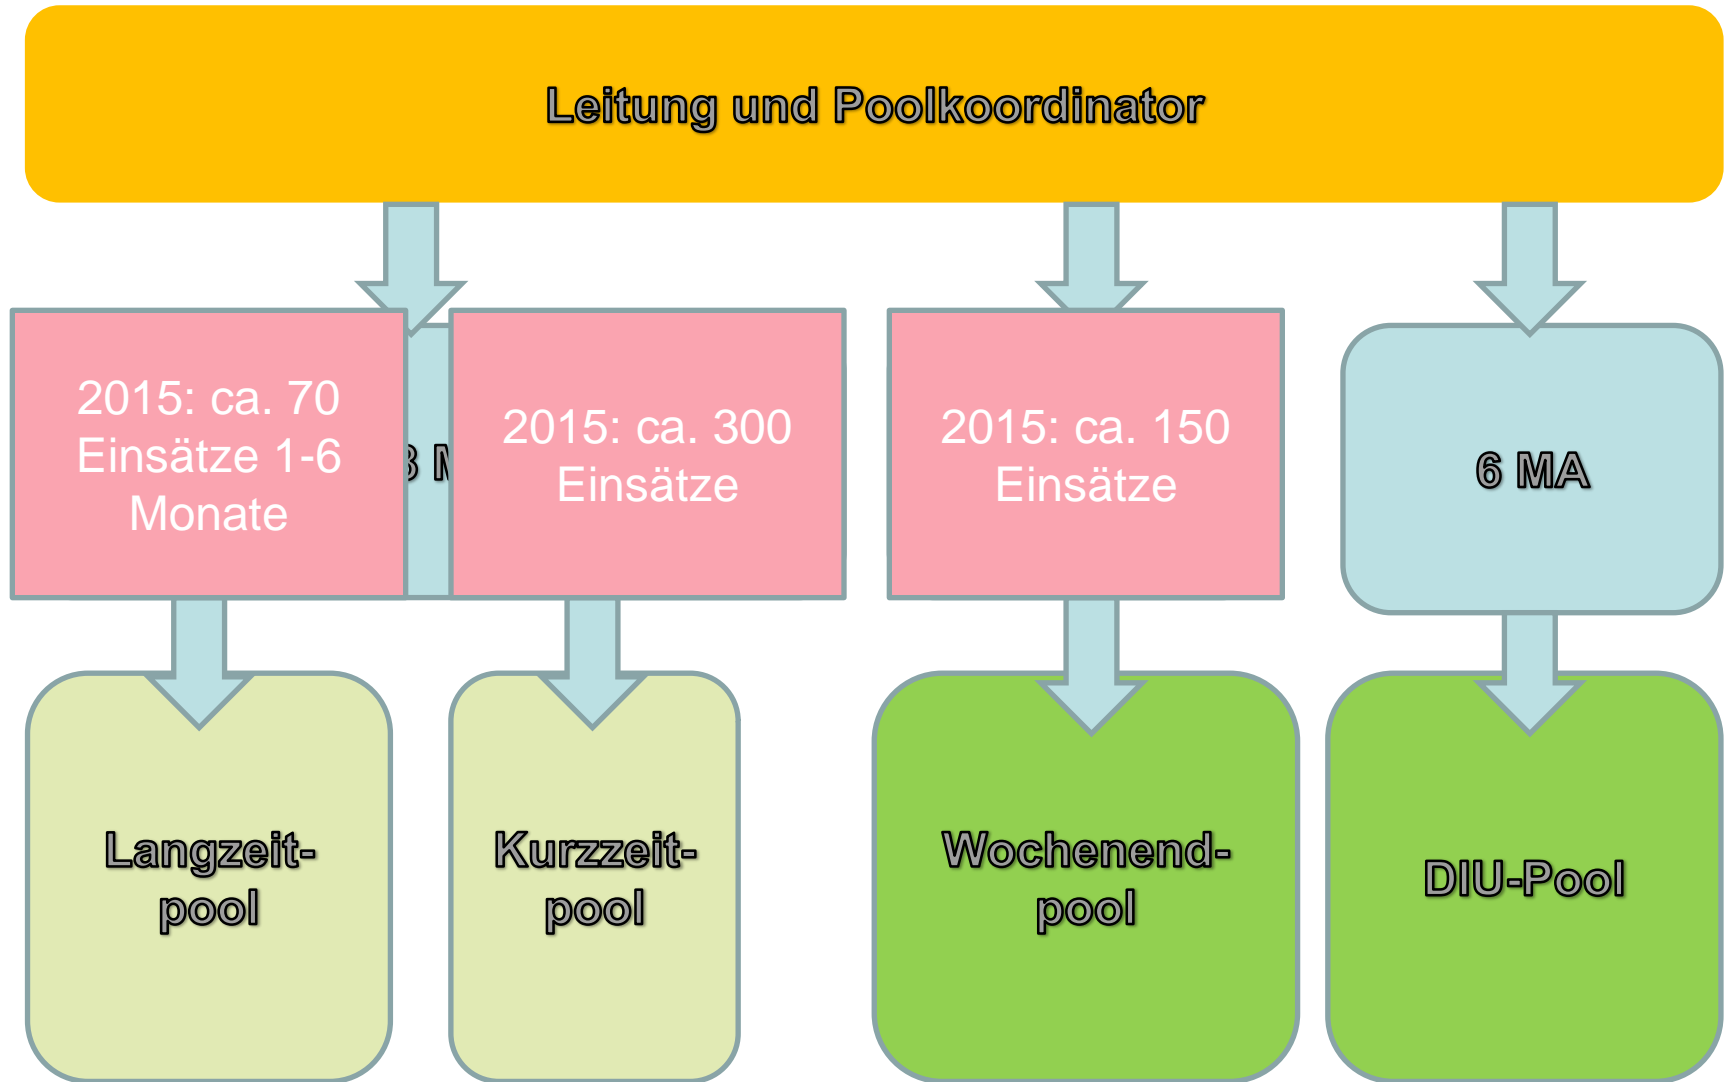 Leitung und Poolkoordinator
2015: ca. 70
Einsätze 1-6
Monate
2015: ca. 300
Einsätze
2015: ca. 150
Einsätze
6 MA
Langzeit-
pool
Kurzzeit-
pool
Wochenend-
pool
DIU-Pool